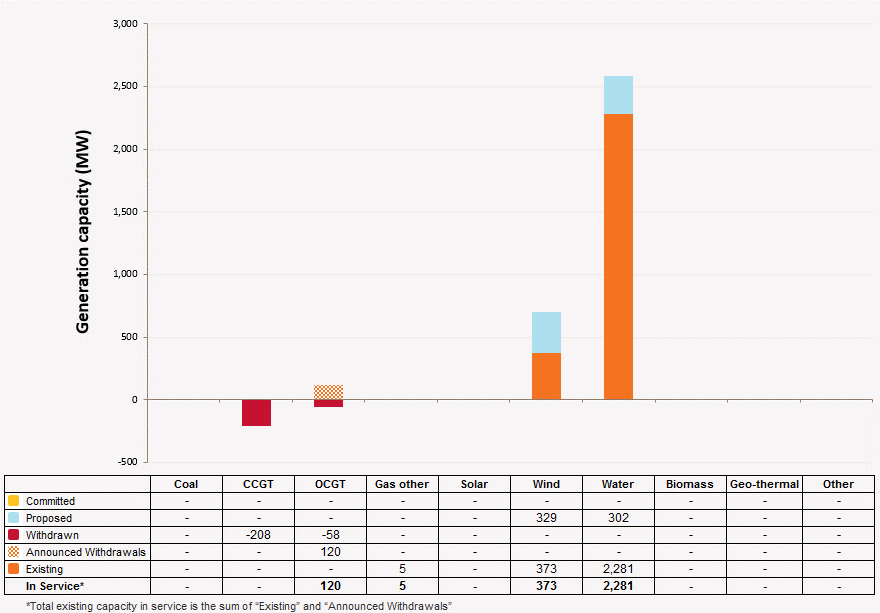 3,000
2,500
2,000
1,500
1,000
500
0
-500
Generation capacity (MW)
Coal CCGT OCGT Gas other Solar Wind Water Biomass Geo-thermal Other
Committed - - - - - - - - - -
Proposed - - - - - 329 302 - - -
Withdrawn - -208 -58 - - - - - - -
Announced Withdrawals - - 120 - - - - - - -
Existing - - - 5 - 373 2,281 - - -
In Service* - - 120 5 - 373 2,281 - - -
*Total existing capacity in service is the sum of “Existing” and “Announced Withdrawals”